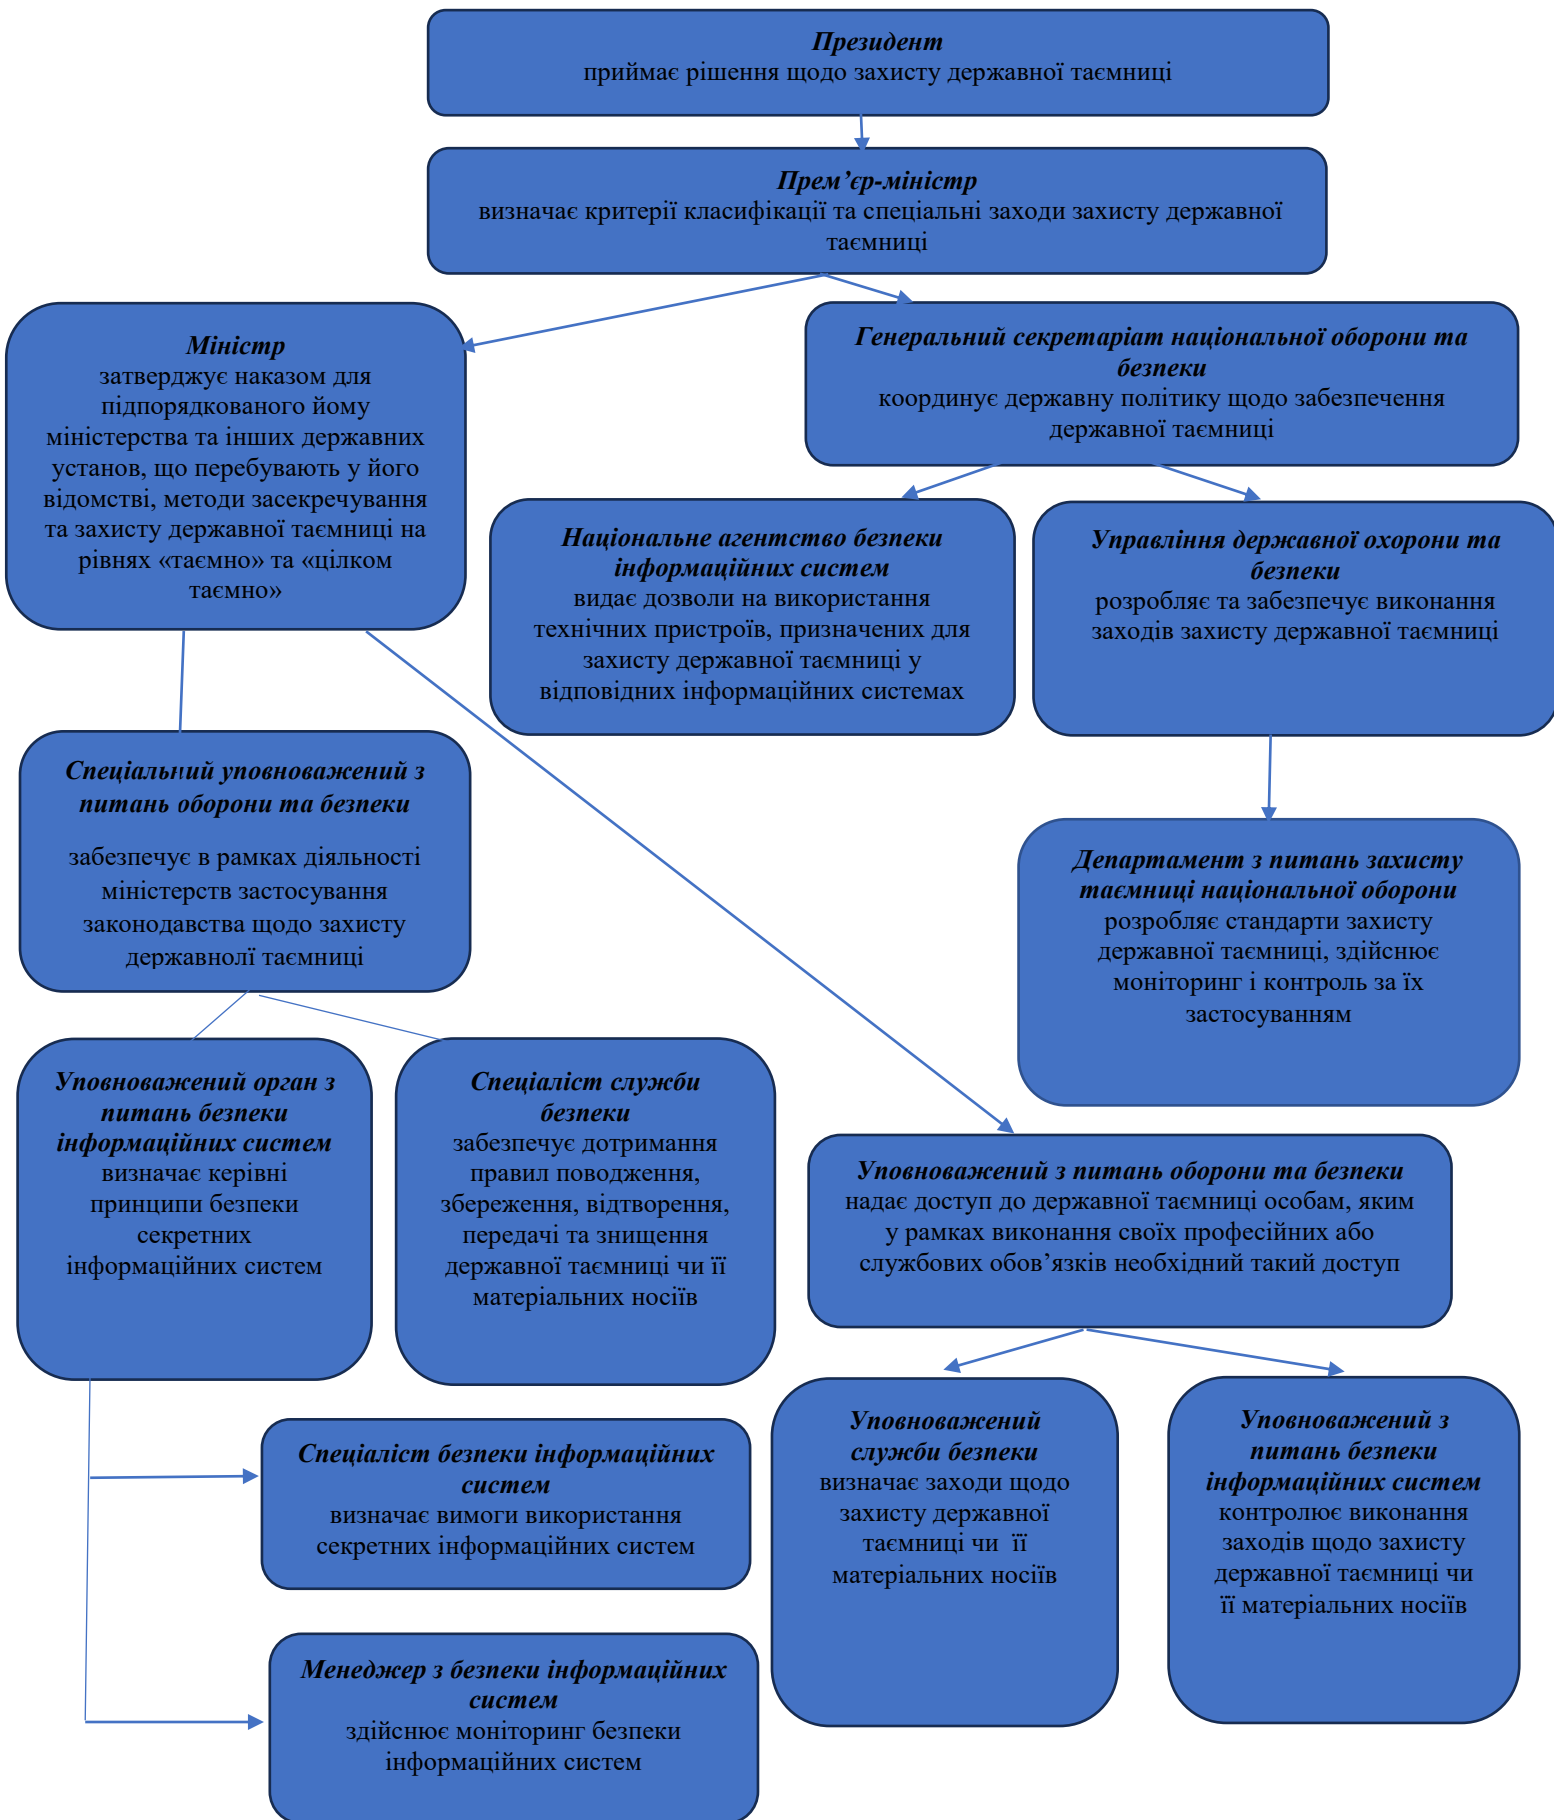 Президент
приймає рішення щодо захисту державної таємниці
Прем’єр-міністр
визначає критерії класифікації та спеціальні заходи захисту державної
таємниці
Міністр
затверджує наказом для
підпорядкованого йому
міністерства та інших державних
установ, що перебувають у його
відомстві, методи засекречування
та захисту державної таємниці на
рівнях «таємно» та «цілком
таємно»
Генеральний секретаріат національної оборони та
безпеки
координує державну політику щодо забезпечення
державної таємниці
Національне агентство безпеки
інформаційних систем
видає дозволи на використання
технічних пристроїв, призначених для
захисту державної таємниці у
відповідних інформаційних системах
Управління державної охорони та
безпеки
розробляє та забезпечує виконання
заходів захисту державної таємниці
Спеціальний уповноважений з
питань оборони та безпеки
забезпечує в рамках діяльності
міністерств застосування
законодавства щодо захисту
державнолї таємниці
Департамент з питань захисту
таємниці національної оборони
розробляє стандарти захисту
державної таємниці, здійснює
моніторинг і контроль за їх
застосуванням
Уповноважений орган з
питань безпеки
інформаційних систем
визначає керівні
принципи безпеки
секретних
інформаційних систем
Спеціаліст служби
безпеки
забезпечує дотримання
правил поводження,
збереження, відтворення,
передачі та знищення
державної таємниці чи її
матеріальних носіїв
Уповноважений з питань оборони та безпеки
надає доступ до державної таємниці особам, яким
у рамках виконання своїх професійних або
службових обов’язків необхідний такий доступ
Спеціаліст безпеки інформаційних
систем
визначає вимоги використання
секретних інформаційних систем
Уповноважений
служби безпеки
визначає заходи щодо
захисту державної
таємниці чи її
матеріальних носіїв
Уповноважений з
питань безпеки
інформаційних систем
контролює виконання
заходів щодо захисту
державної таємниці чи
її матеріальних носіїв
Менеджер з безпеки інформаційних
систем
здійснює моніторинг безпеки
інформаційних систем